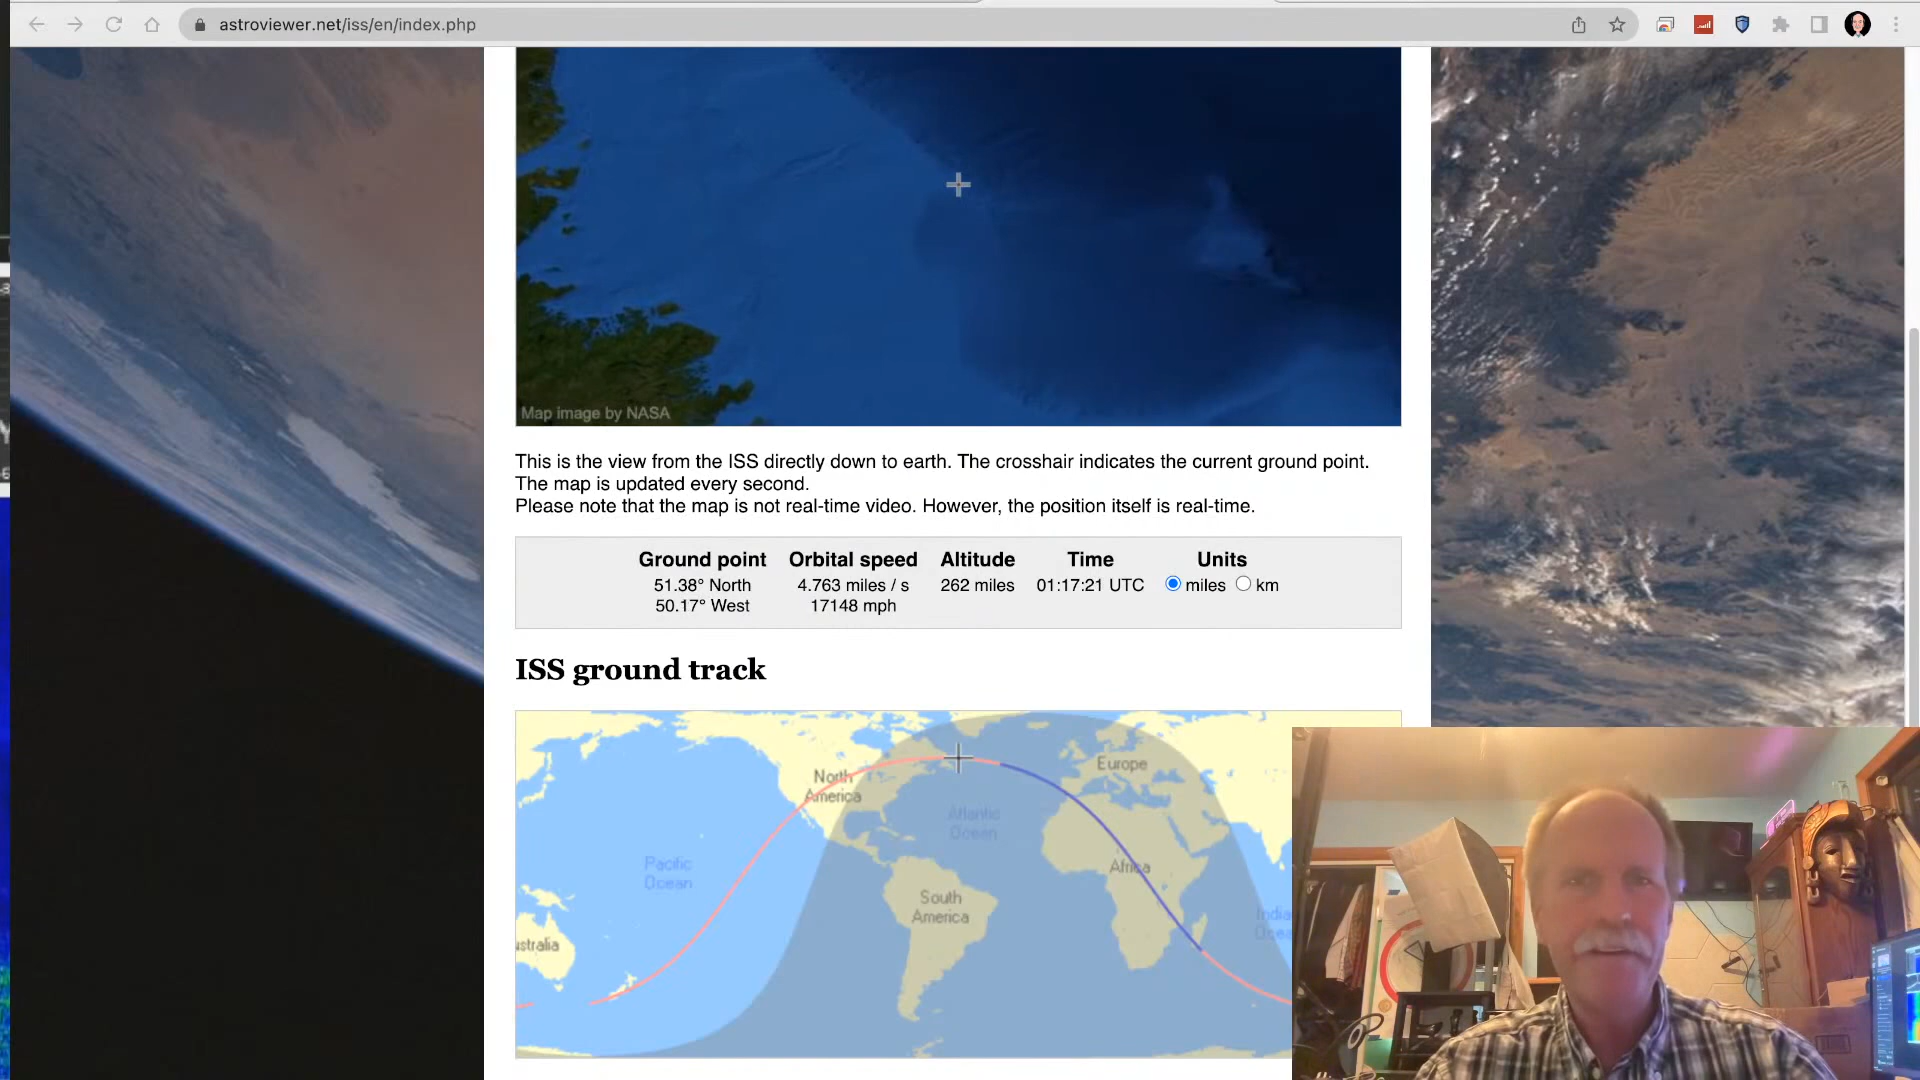 astroviewer.net/iss/en/index.php
Map image by NASA
This is the view from the ISS directly down to earth. The crosshair indicates the current ground point.
The map is updated every second.
Please note that the map is not real-time video. However, the position itself is real-time.
Ground point Orbital speed Altitude Time Units
51.38° North 4.763 miles / s 262 miles 01:17:21 UTC miles km
50.17° West 17148 mph
ISS ground track
North
America
Europe
Atlantic
Ocean
Pacific
Ocean
Africa
South
America
India
Ocea
ustralia